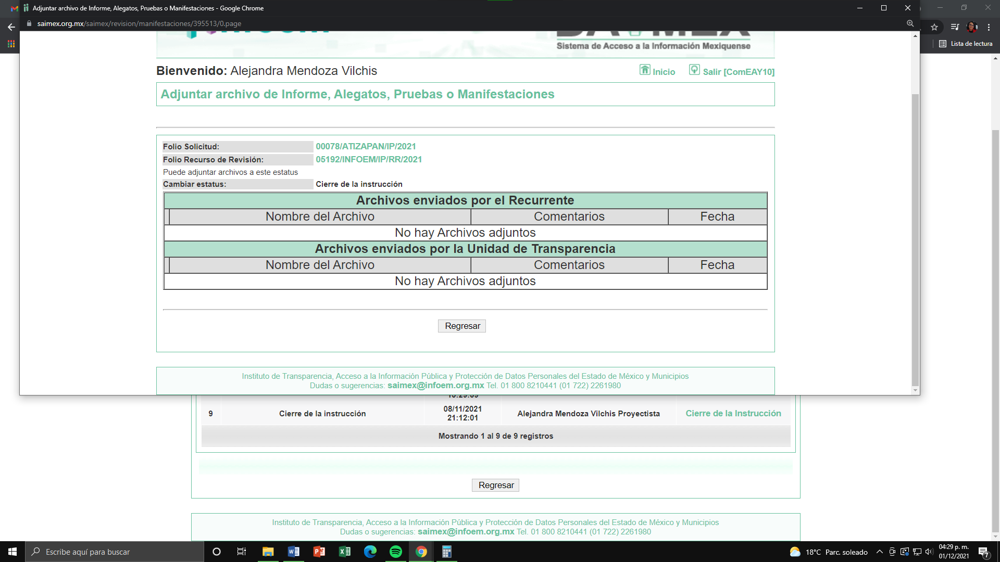 Adjuntar archivo de Informe, Alegatos, Pruebas o Manifestaciones - Google Chrome
saimex.org.mx/saimex/revision/manifestaciones/395513/0.page
Lista de lectura
Sistema de Acceso a la Información Mexiquense
Bienvenido: Alejandra Mendoza Vilchis
Inicio
Salir [ComEAY10]
Adjuntar archivo de Informe, Alegatos, Pruebas o Manifestaciones
Folio Solicitud: 00078/ATIZAPAN/IP/2021
Folio Recurso de Revisión: 05192/INFOEM/IP/RR/2021
Puede adjuntar archivos a este estatus
Cambiar estatus: Cierre de la instrucción
Archivos enviados por el Recurrente
Nombre del Archivo Comentarios Fecha
No hay Archivos adjuntos
Archivos enviados por la Unidad de Transparencia
Nombre del Archivo Comentarios Fecha
No hay Archivos adjuntos
Regresar
Instituto de Transparencia, Acceso a la Información Pública y Protección de Datos Personales del Estado de México y Municipios
Dudas o sugerencias: saimex@infoem.org.mx Tel. 01 800 8210441 (01 722) 2261980
9 Cierre de la instrucción 08/11/2021 21:12:01 Alejandra Mendoza Vilchis Proyectista Cierre de la Instrucción
Mostrando 1 al 9 de 9 registros
Regresar
Instituto de Transparencia, Acceso a la Información Pública y Protección de Datos Personales del Estado de México y Municipios
Dudas o sugerencias: saimex@infoem.org.mx Tel. 01 800 8210441 (01 722) 2261980
Escribe aquí para buscar
18°C Parc. soleado
04:29 p. m.
01/12/2021
7